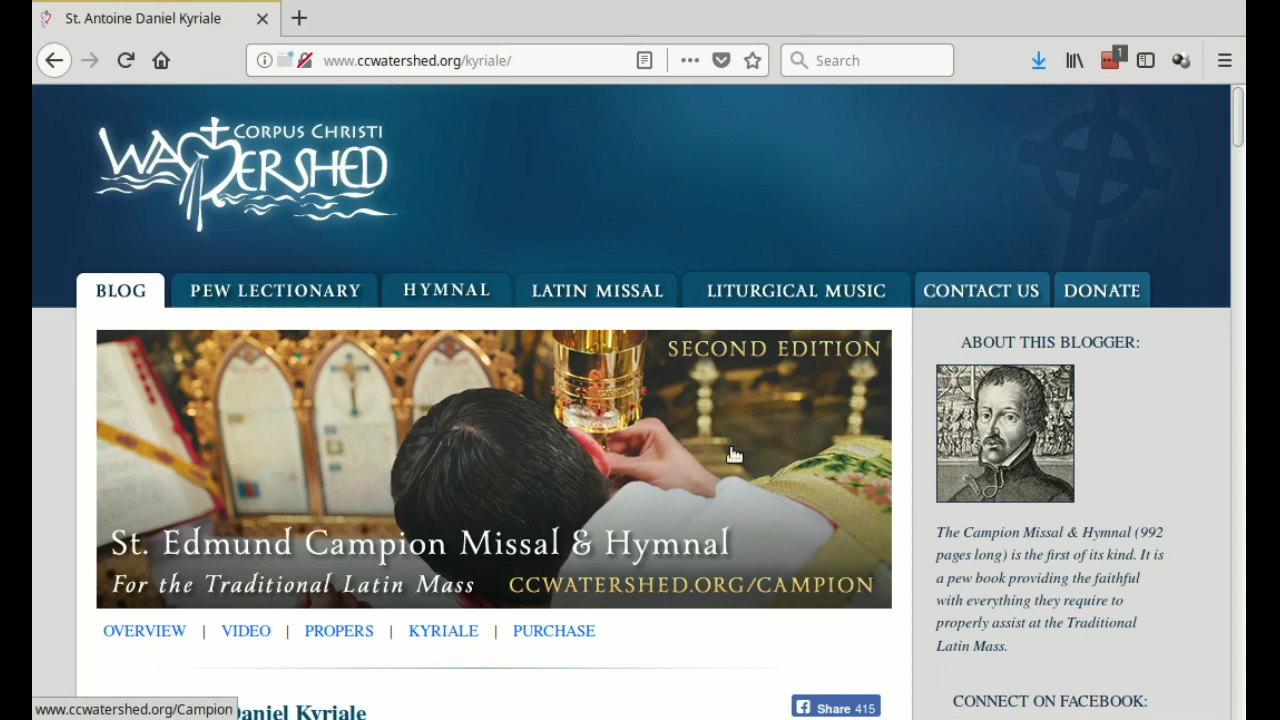 St. Antoine Daniel Kyriale
www.ccwatershed.org/kyriale/
Search
1
CORPUS CHRISTI
WATERSHED
BLOG
PEW LECTIONARY
HYMNAL
LATIN MISSAL
LITURGICAL MUSIC
CONTACT US
DONATE
SECOND EDITION
St. Edmund Campion Missal & Hymnal
For the Traditional Latin Mass
CCWATERSHED.ORG/CAMPION
OVERVIEW | VIDEO | PROPERS | KYRIALE | PURCHASE
ABOUT THIS BLOGGER:
The Campion Missal & Hymnal (992
pages long) is the first of its kind. It is
a pew book providing the faithful
with everything they require to
properly assist at the Traditional
Latin Mass.
CONNECT ON FACEBOOK:
Daniel Kyriale
Share 415
www.ccwatershed.org/Campion